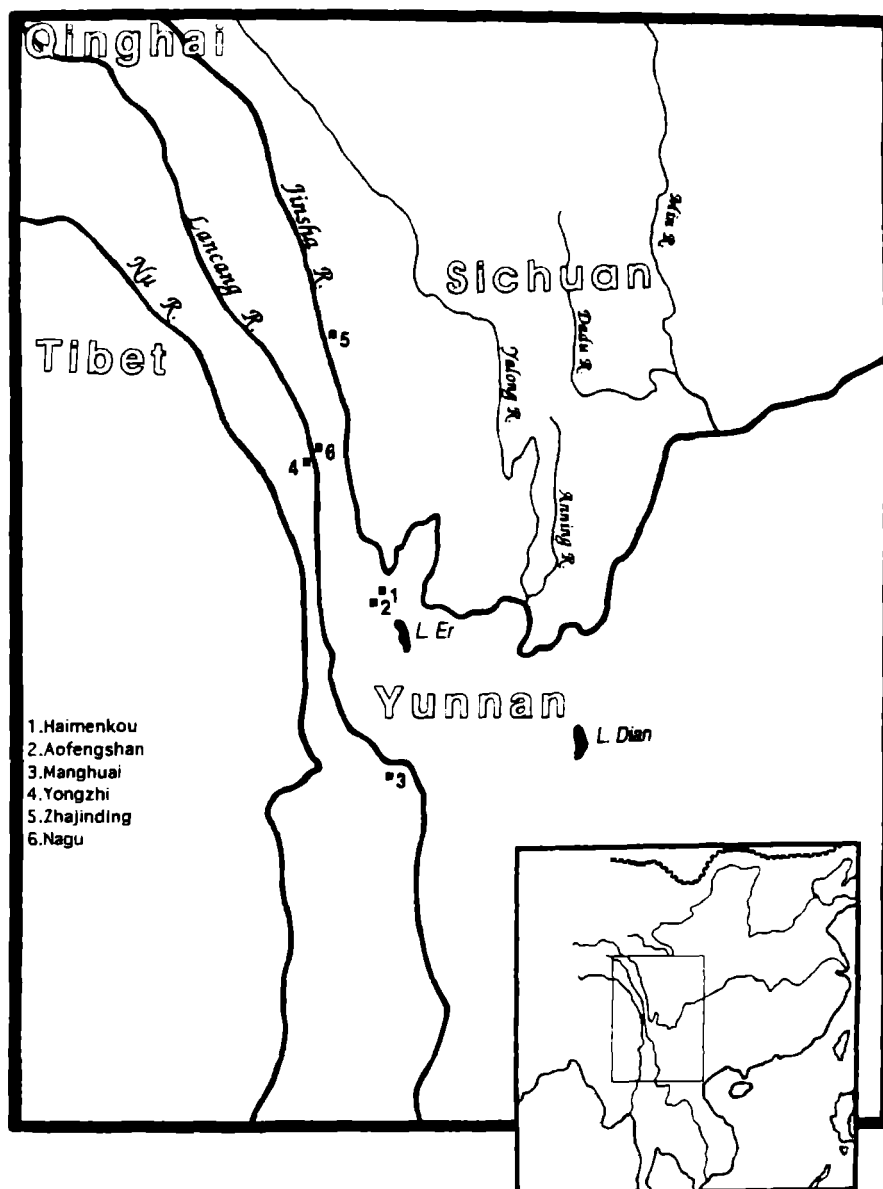 Qinghai
Jinsha R.
Lancang R.
Nu R.
Min R.
Sichuan
Dadu R.
Tibet
Yalong R.
5
6
4
Anning R.
1
2
L. Er
Yunnan
L. Dian
3
1.Haimenkou
2.Aofengshan
3.Manghuai
4.Yongzhi
5.Zhajinding
6.Nagu